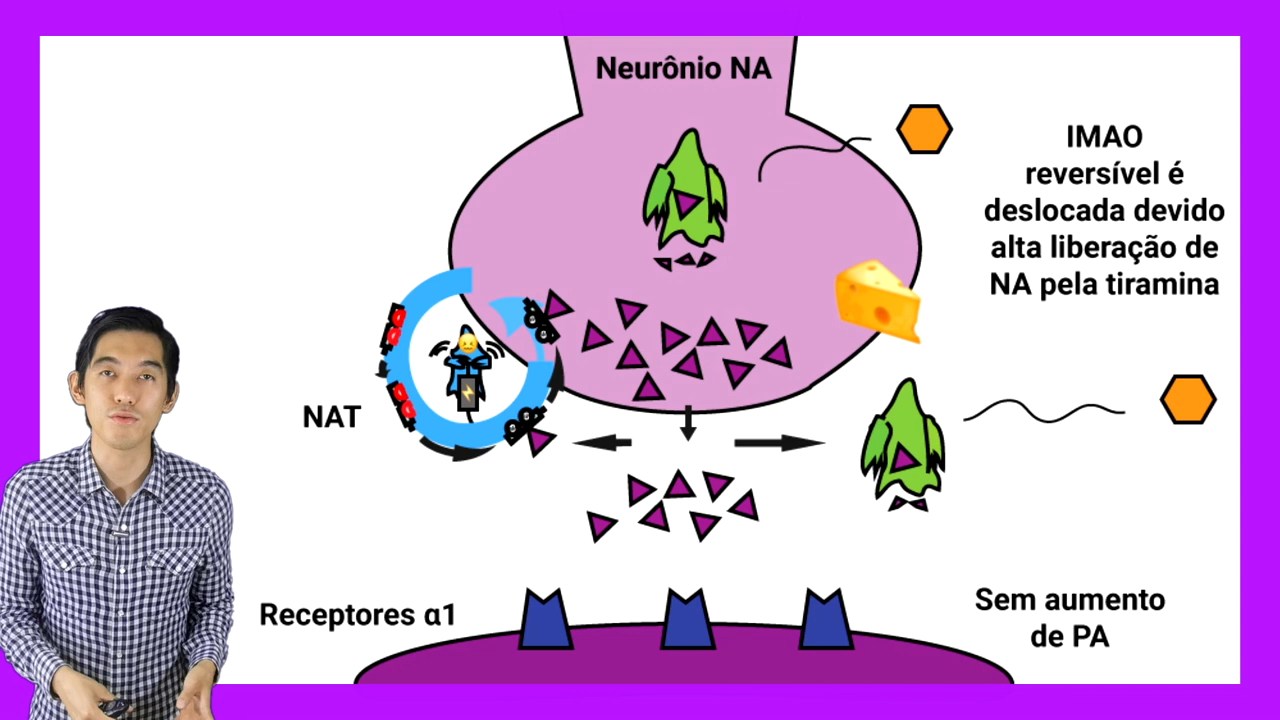 Neurônio NA
IMAO
reversível é
deslocada devido
alta liberação de
NA pela tiramina
NAT
Receptores α1
Sem aumento
de PA